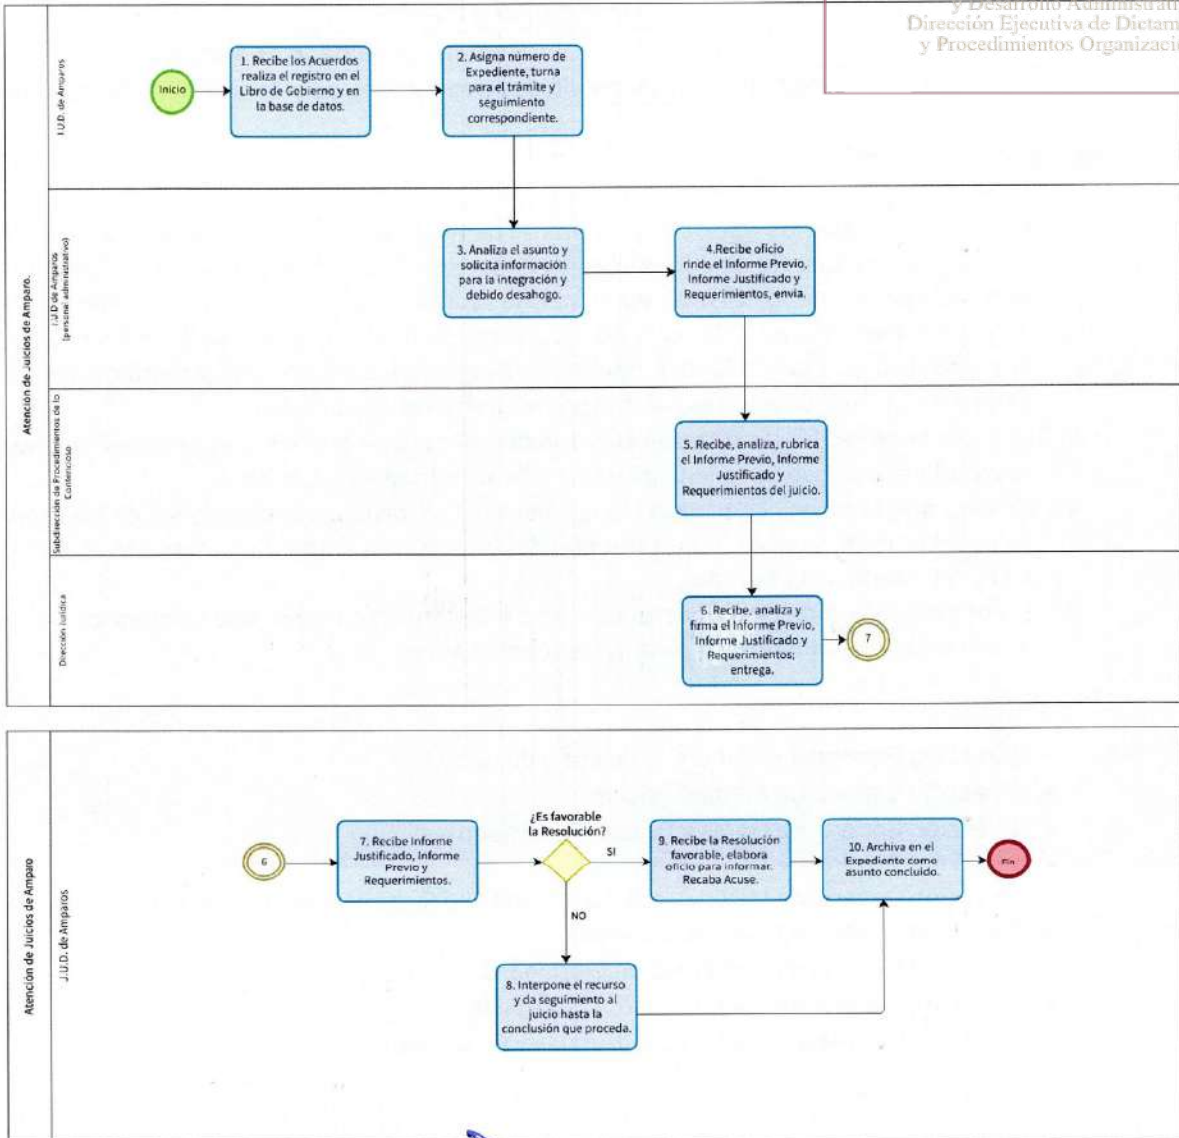 y Desarrollo Administrati
Dirección Ejecutiva de Dictam
y Procedimientos Organizaci
Atención de Juicios de Amparo.
J.U.D. de Amparos
Inicio
1. Recibe los Acuerdos
realiza el registro en el
Libro de Gobierno y en
la base de datos.
2. Asigna número de
Expediente, turna
para el trámite y
seguimiento
correspondiente.
J.U.D de Amparos
(personal administrativo)
3. Analiza el asunto y
solicita información
para la integración y
debido desahogo.
4.Recibe oficio
rinde el Informe Previo,
Informe Justificado y
Requerimientos, envía.
Subdirección de Procedimientos de lo
Contencioso
5. Recibe, analiza, rubrica
el Informe Previo, Informe
Justificado y
Requerimientos del juicio.
Dirección Jurídica
6. Recibe, analiza y
firma el Informe Previo,
Informe Justificado y
Requerimientos;
entrega.
7
Atención de Juicios de Amparo
J.U.D. de Amparos
6
7. Recibe Informe
Justificado, Informe
Previo y
Requerimientos.
¿Es favorable
la Resolución?
SI
NO
9. Recibe la Resolución
favorable, elabora
oficio para informar.
Recaba Acuse.
10. Archiva en el
Expediente como
asunto concluido.
Fin
8. Interpone el recurso
y da seguimiento al
juicio hasta la
conclusión que proceda.